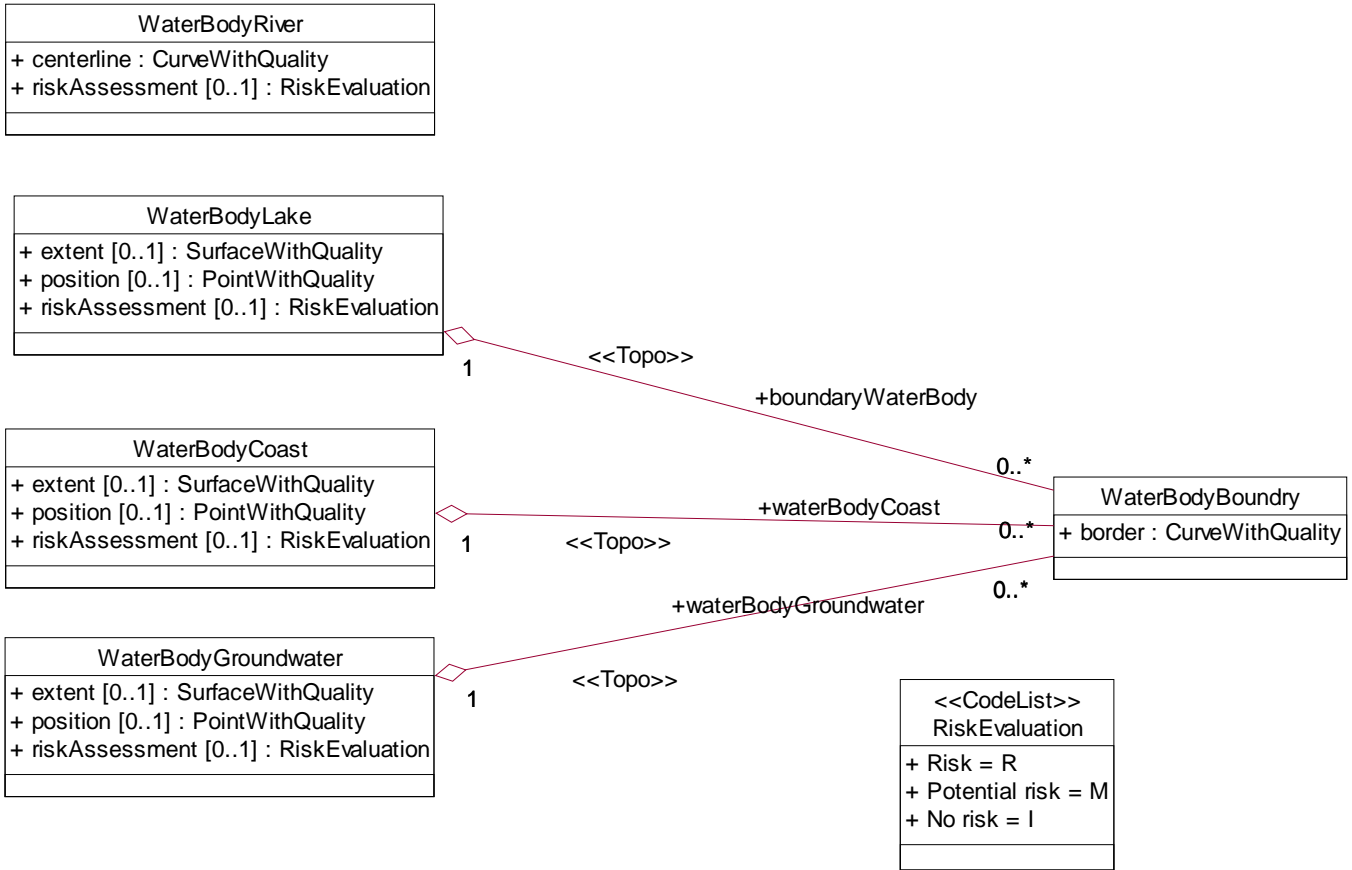 WaterBodyRiver
+ centerline : CurveWithQuality
+ riskAssessment [0..1] : RiskEvaluation
WaterBodyLake
+ extent [0..1] : SurfaceWithQuality
+ position [0..1] : PointWithQuality
+ riskAssessment [0..1] : RiskEvaluation
1
<<Topo>>
+boundaryWaterBody
0..*
WaterBodyCoast
+ extent [0..1] : SurfaceWithQuality
+ position [0..1] : PointWithQuality
+ riskAssessment [0..1] : RiskEvaluation
1
<<Topo>>
+waterBodyCoast
0..*
WaterBodyBoundry
+ border : CurveWithQuality
0..*
+waterBodyGroundwater
WaterBodyGroundwater
+ extent [0..1] : SurfaceWithQuality
+ position [0..1] : PointWithQuality
+ riskAssessment [0..1] : RiskEvaluation
1
<<Topo>>
<<CodeList>>
RiskEvaluation
+ Risk = R
+ Potential risk = M
+ No risk = I